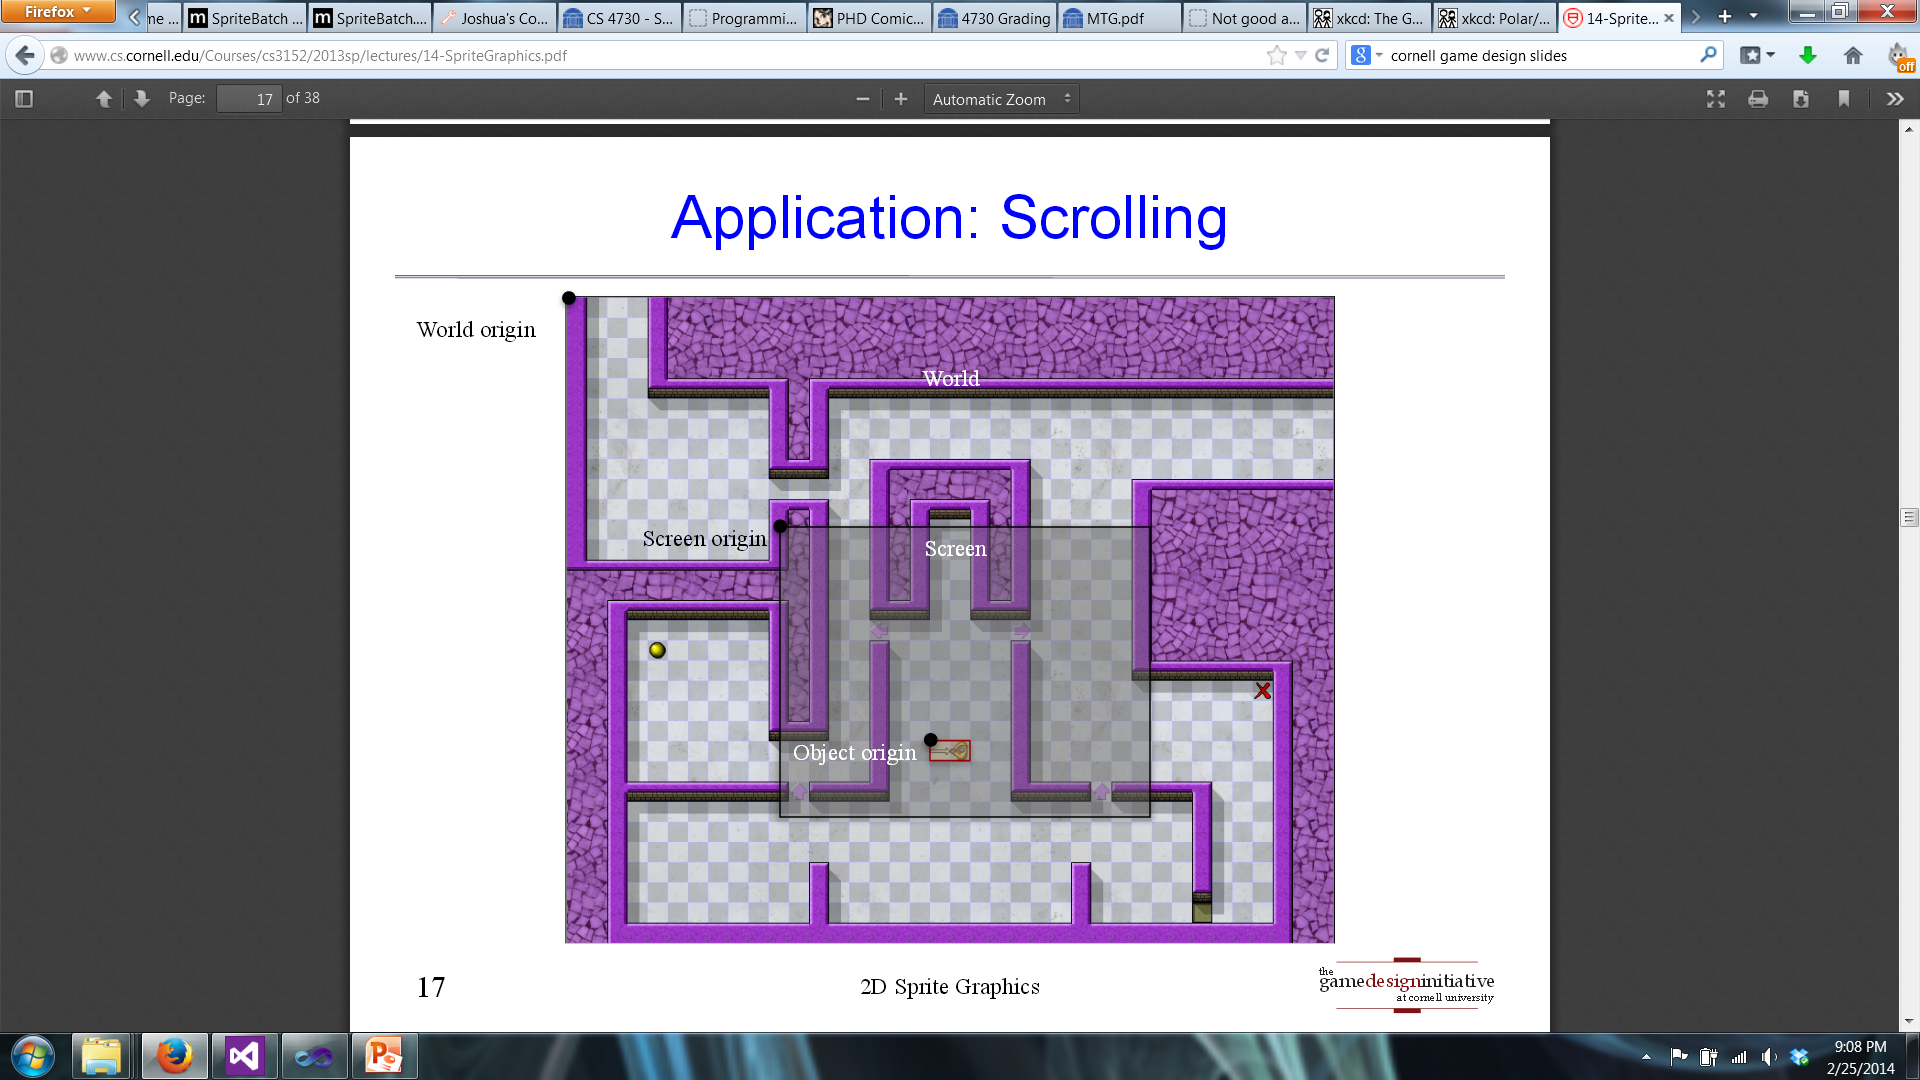 Firefox
me ...
SpriteBatch ...
SpriteBatch....
Joshua's Co...
CS 4730 - S...
Programmi...
PHD Comic...
4730 Grading
MTG.pdf
Not good a...
xkcd: The G...
xkcd: Polar/...
14-Sprite...
www.cs.cornell.edu/Courses/cs3152/2013sp/lectures/14-SpriteGraphics.pdf
cornell game design slides
off
Page: 17 of 38
Automatic Zoom
Application: Scrolling
World origin
World
Screen origin
Screen
Object origin
17
2D Sprite Graphics
the
gamedesigninitiative
at cornell university
9:08 PM
2/25/2014